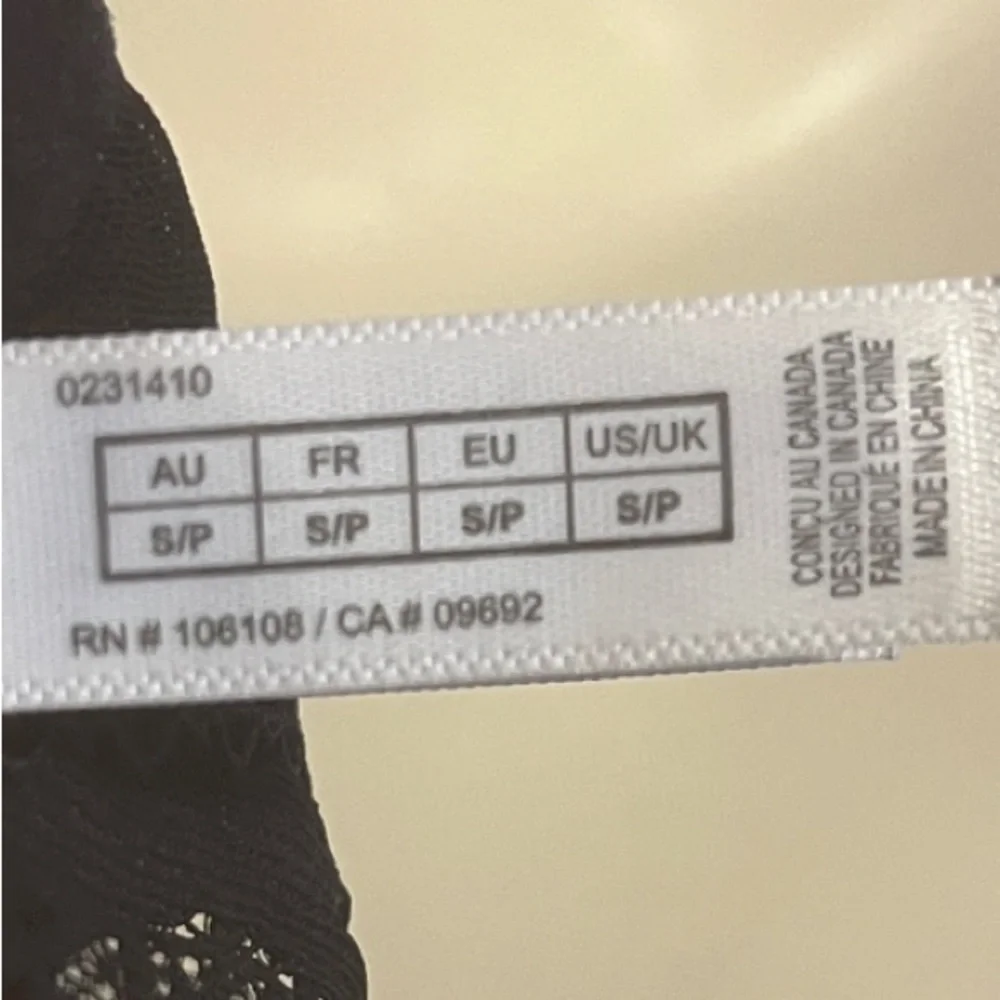 0231410
AU FR EU US/UK
S/P S/P S/P S/P
RN # 106108 / CA # 09692
CONÇU AU CANADA
DESIGNED IN CANADA
FABRIQUÉ EN CHINE
MADE IN CHINA